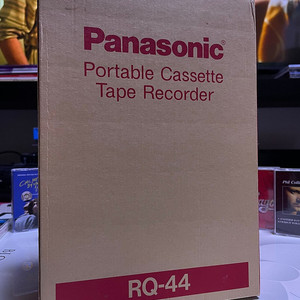 Panasonic®
Portable Cassette
Tape Recorder
RQ-44